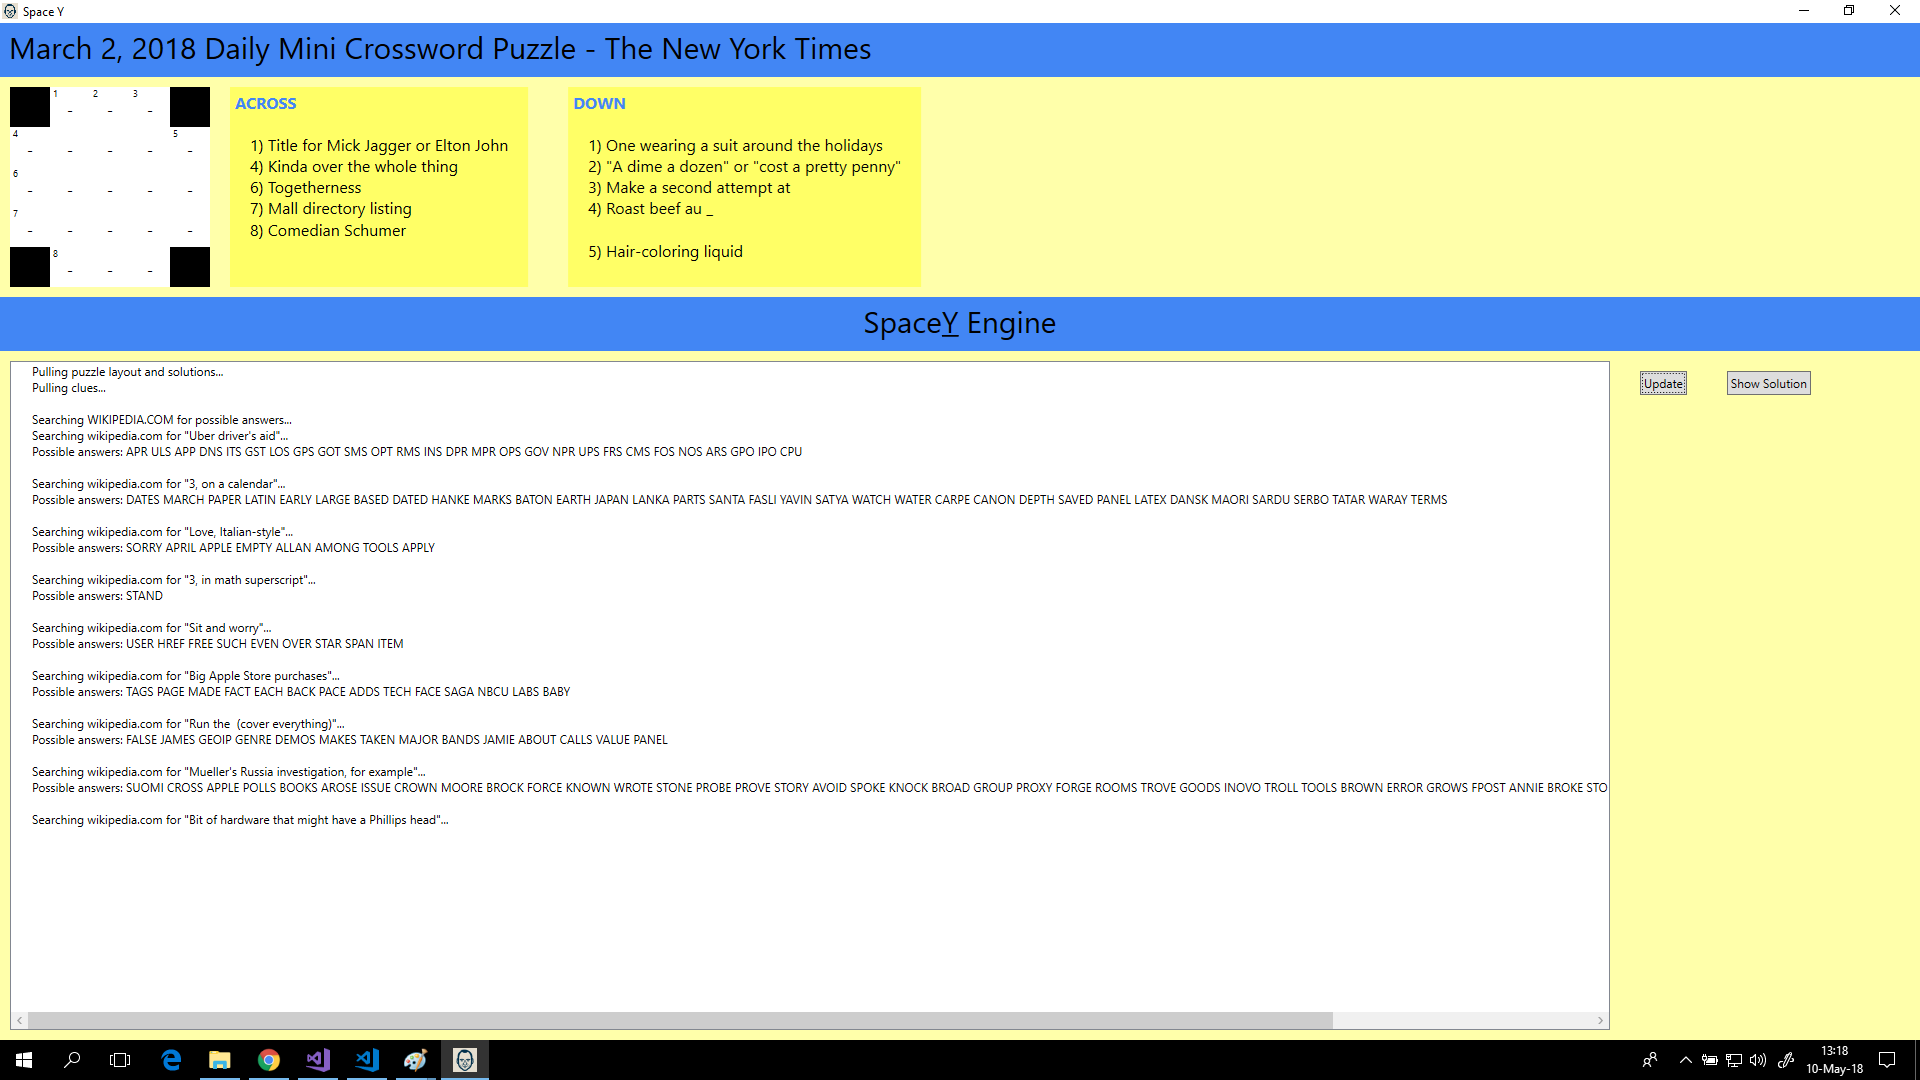 Space Y
March 2, 2018 Daily Mini Crossword Puzzle - The New York Times
1 2 3
- - -
4 5
- - - - -
6
- - - - -
7
- - - - -
8
- - -
ACROSS
1) Title for Mick Jagger or Elton John
4) Kinda over the whole thing
6) Togetherness
7) Mall directory listing
8) Comedian Schumer
DOWN
1) One wearing a suit around the holidays
2) "A dime a dozen" or "cost a pretty penny"
3) Make a second attempt at
4) Roast beef au _
5) Hair-coloring liquid
SpaceY Engine
Pulling puzzle layout and solutions...
Pulling clues...
Searching WIKIPEDIA.COM for possible answers...
Searching wikipedia.com for "Uber driver's aid"...
Possible answers: APR ULS APP DNS ITS GST LOS GPS GOT SMS OPT RMS INS DPR MPR OPS GOV NPR UPS FRS CMS FOS NOS ARS GPO IPO CPU
Searching wikipedia.com for "3, on a calendar"...
Possible answers: DATES MARCH PAPER LATIN EARLY LARGE BASED DATED HANKE MARKS BATON EARTH JAPAN LANKA PARTS SANTA FASLI YAVIN SATYA WATCH WATER CARPE CANON DEPTH SAVED PANEL LATEX DANSK MAORI SARDU SERBO TATAR WARAY TERMS
Searching wikipedia.com for "Love, Italian-style"...
Possible answers: SORRY APRIL APPLE EMPTY ALLAN AMONG TOOLS APPLY
Searching wikipedia.com for "3, in math superscript"...
Possible answers: STAND
Searching wikipedia.com for "Sit and worry"...
Possible answers: USER HREF FREE SUCH EVEN OVER STAR SPAN ITEM
Searching wikipedia.com for "Big Apple Store purchases"...
Possible answers: TAGS PAGE MADE FACT EACH BACK PACE ADDS TECH FACE SAGA NBCU LABS BABY
Searching wikipedia.com for "Run the  (cover everything)"...
Possible answers: FALSE JAMES GEOIP GENRE DEMOS MAKES TAKEN MAJOR BANDS JAMIE ABOUT CALLS VALUE PANEL
Searching wikipedia.com for "Mueller's Russia investigation, for example"...
Possible answers: SUOMI CROSS APPLE POLLS BOOKS AROSE ISSUE CROWN MOORE BROCK FORCE KNOWN WROTE STONE PROBE PROVE STORY AVOID SPOKE KNOCK BROAD GROUP PROXY FORGE ROOMS TROVE GOODS INOVO TROLL TOOLS BROWN ERROR GROWS FPOST ANNIE BROKE STO
Searching wikipedia.com for "Bit of hardware that might have a Phillips head"...
Update
Show Solution
13:18
10-May-18